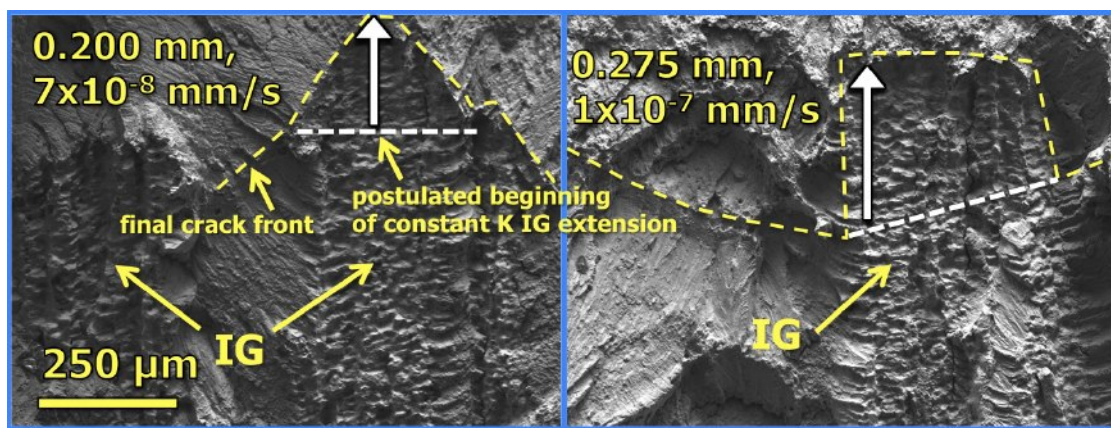 0.200 mm,
7x10⁻⁸ mm/s
final crack front
postulated beginning
of constant K IG extension
IG
250 µm
0.275 mm,
1x10⁻⁷ mm/s
IG